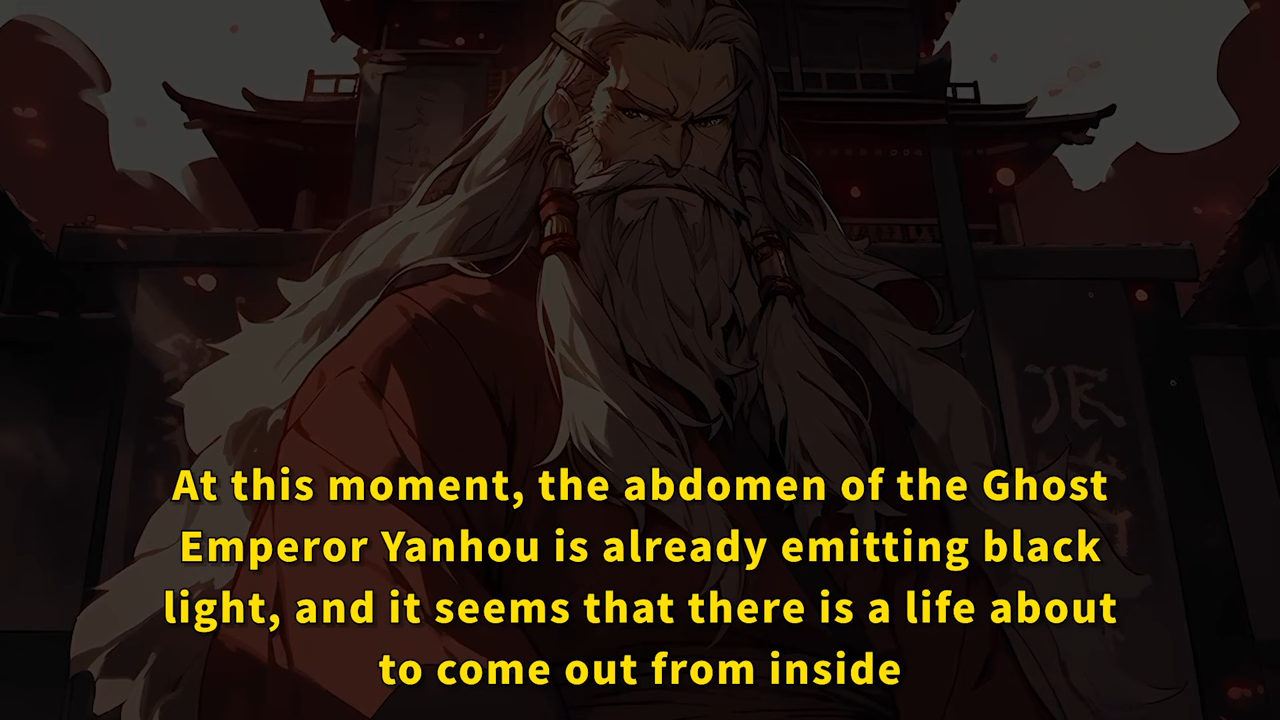 At this moment, the abdomen of the Ghost
Emperor Yanhou is already emitting black
light, and it seems that there is a life about
to come out from inside